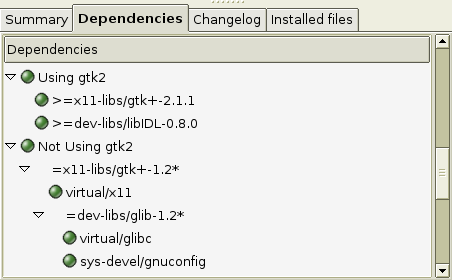 Summary Dependencies Changelog Installed files
Dependencies
Using gtk2
>=x11-libs/gtk+-2.1.1
>=dev-libs/libIDL-0.8.0
Not Using gtk2
=x11-libs/gtk+-1.2*
virtual/x11
=dev-libs/glib-1.2*
virtual/glibc
sys-devel/gnuconfig